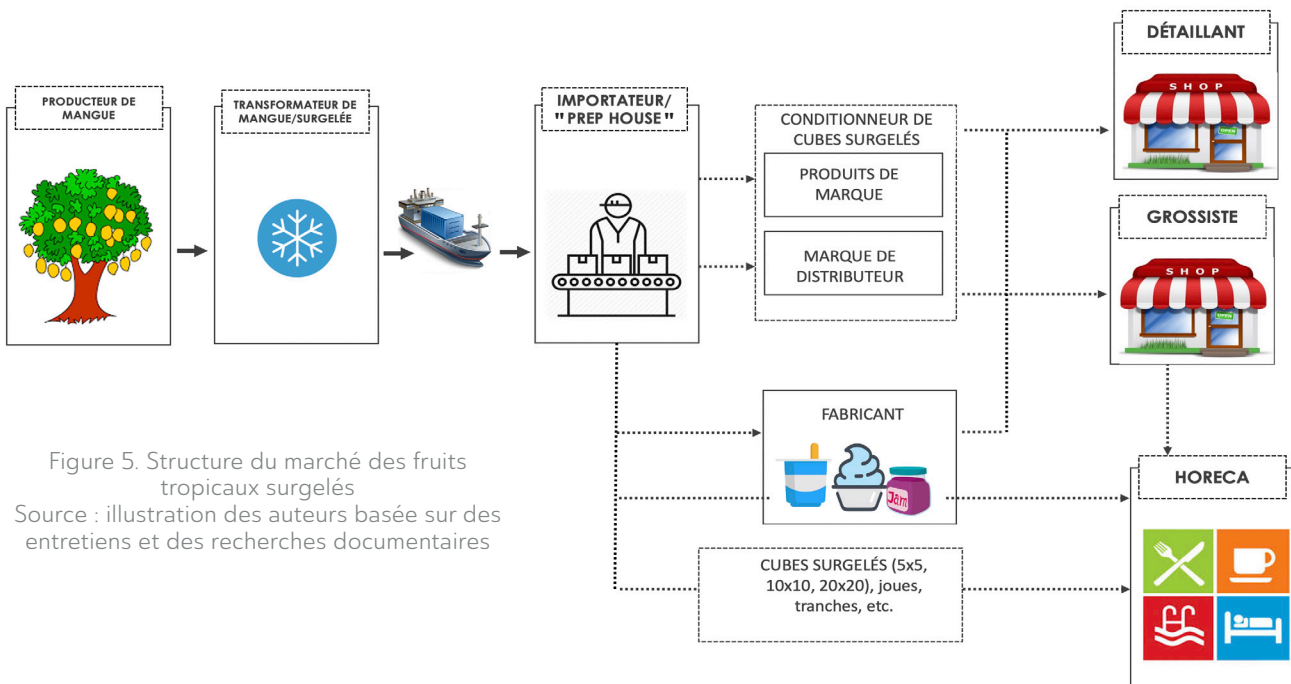 PRODUCTEUR DE
MANGUE
TRANSFORMATEUR DE
MANGUE/SURGELÉE
IMPORTATEUR/
" PREP HOUSE "
CONDITIONNEUR DE
CUBES SURGELÉS
PRODUITS DE
MARQUE
MARQUE DE
DISTRIBUTEUR
DÉTAILLANT
SHOP
OPEN
GROSSISTE
SHOP
OPEN
FABRICANT
Jam
HORECA
CUBES SURGELÉS (5x5,
10x10, 20x20), joues,
tranches, etc.
Figure 5. Structure du marché des fruits
tropicaux surgelés
Source : illustration des auteurs basée sur des
entretiens et des recherches documentaires